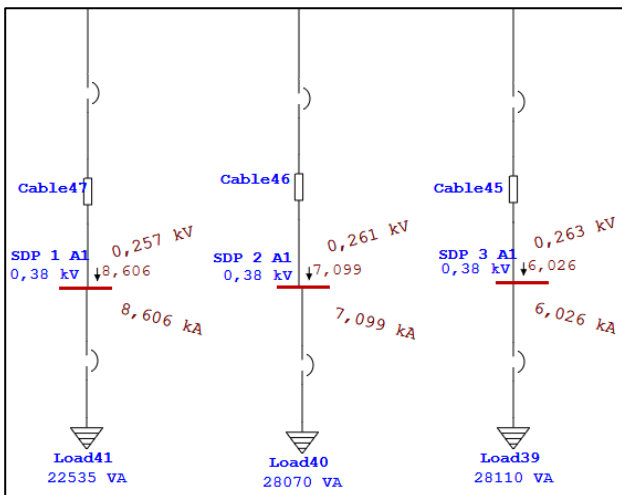 Cable47
0,257 kV
SDP 1 A1
0,38 kV
8,606
8,606 kA
Load41
22535 VA
Cable46
0,261 kV
SDP 2 A1
0,38 kV
7,099
7,099 kA
Load40
28070 VA
Cable45
0,263 kV
SDP 3 A1
0,38 kV
6,026
6,026 kA
Load39
28110 VA